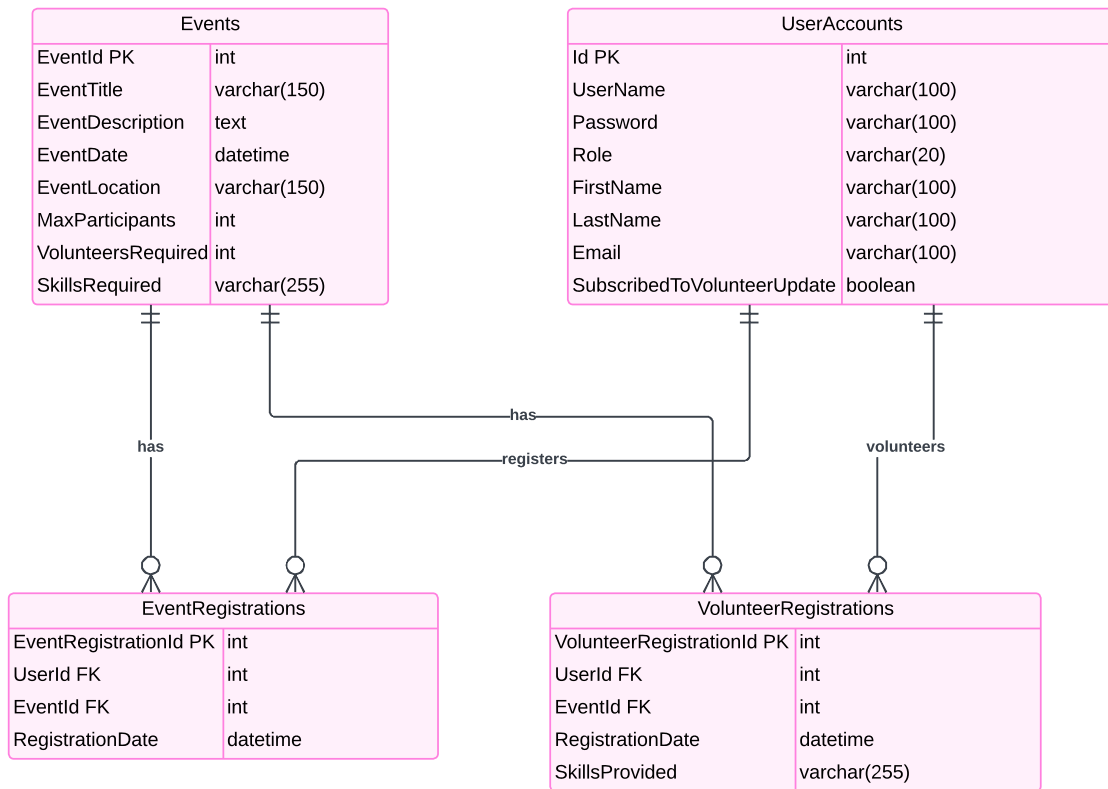 Events
EventId PK int
EventTitle varchar(150)
EventDescription text
EventDate datetime
EventLocation varchar(150)
MaxParticipants int
VolunteersRequired int
SkillsRequired varchar(255)
UserAccounts
Id PK int
UserName varchar(100)
Password varchar(100)
Role varchar(20)
FirstName varchar(100)
LastName varchar(100)
Email varchar(100)
SubscribedToVolunteerUpdate boolean
has
has
registers
volunteers
EventRegistrations
EventRegistrationId PK int
UserId FK int
EventId FK int
RegistrationDate datetime
VolunteerRegistrations
VolunteerRegistrationId PK int
UserId FK int
EventId FK int
RegistrationDate datetime
SkillsProvided varchar(255)